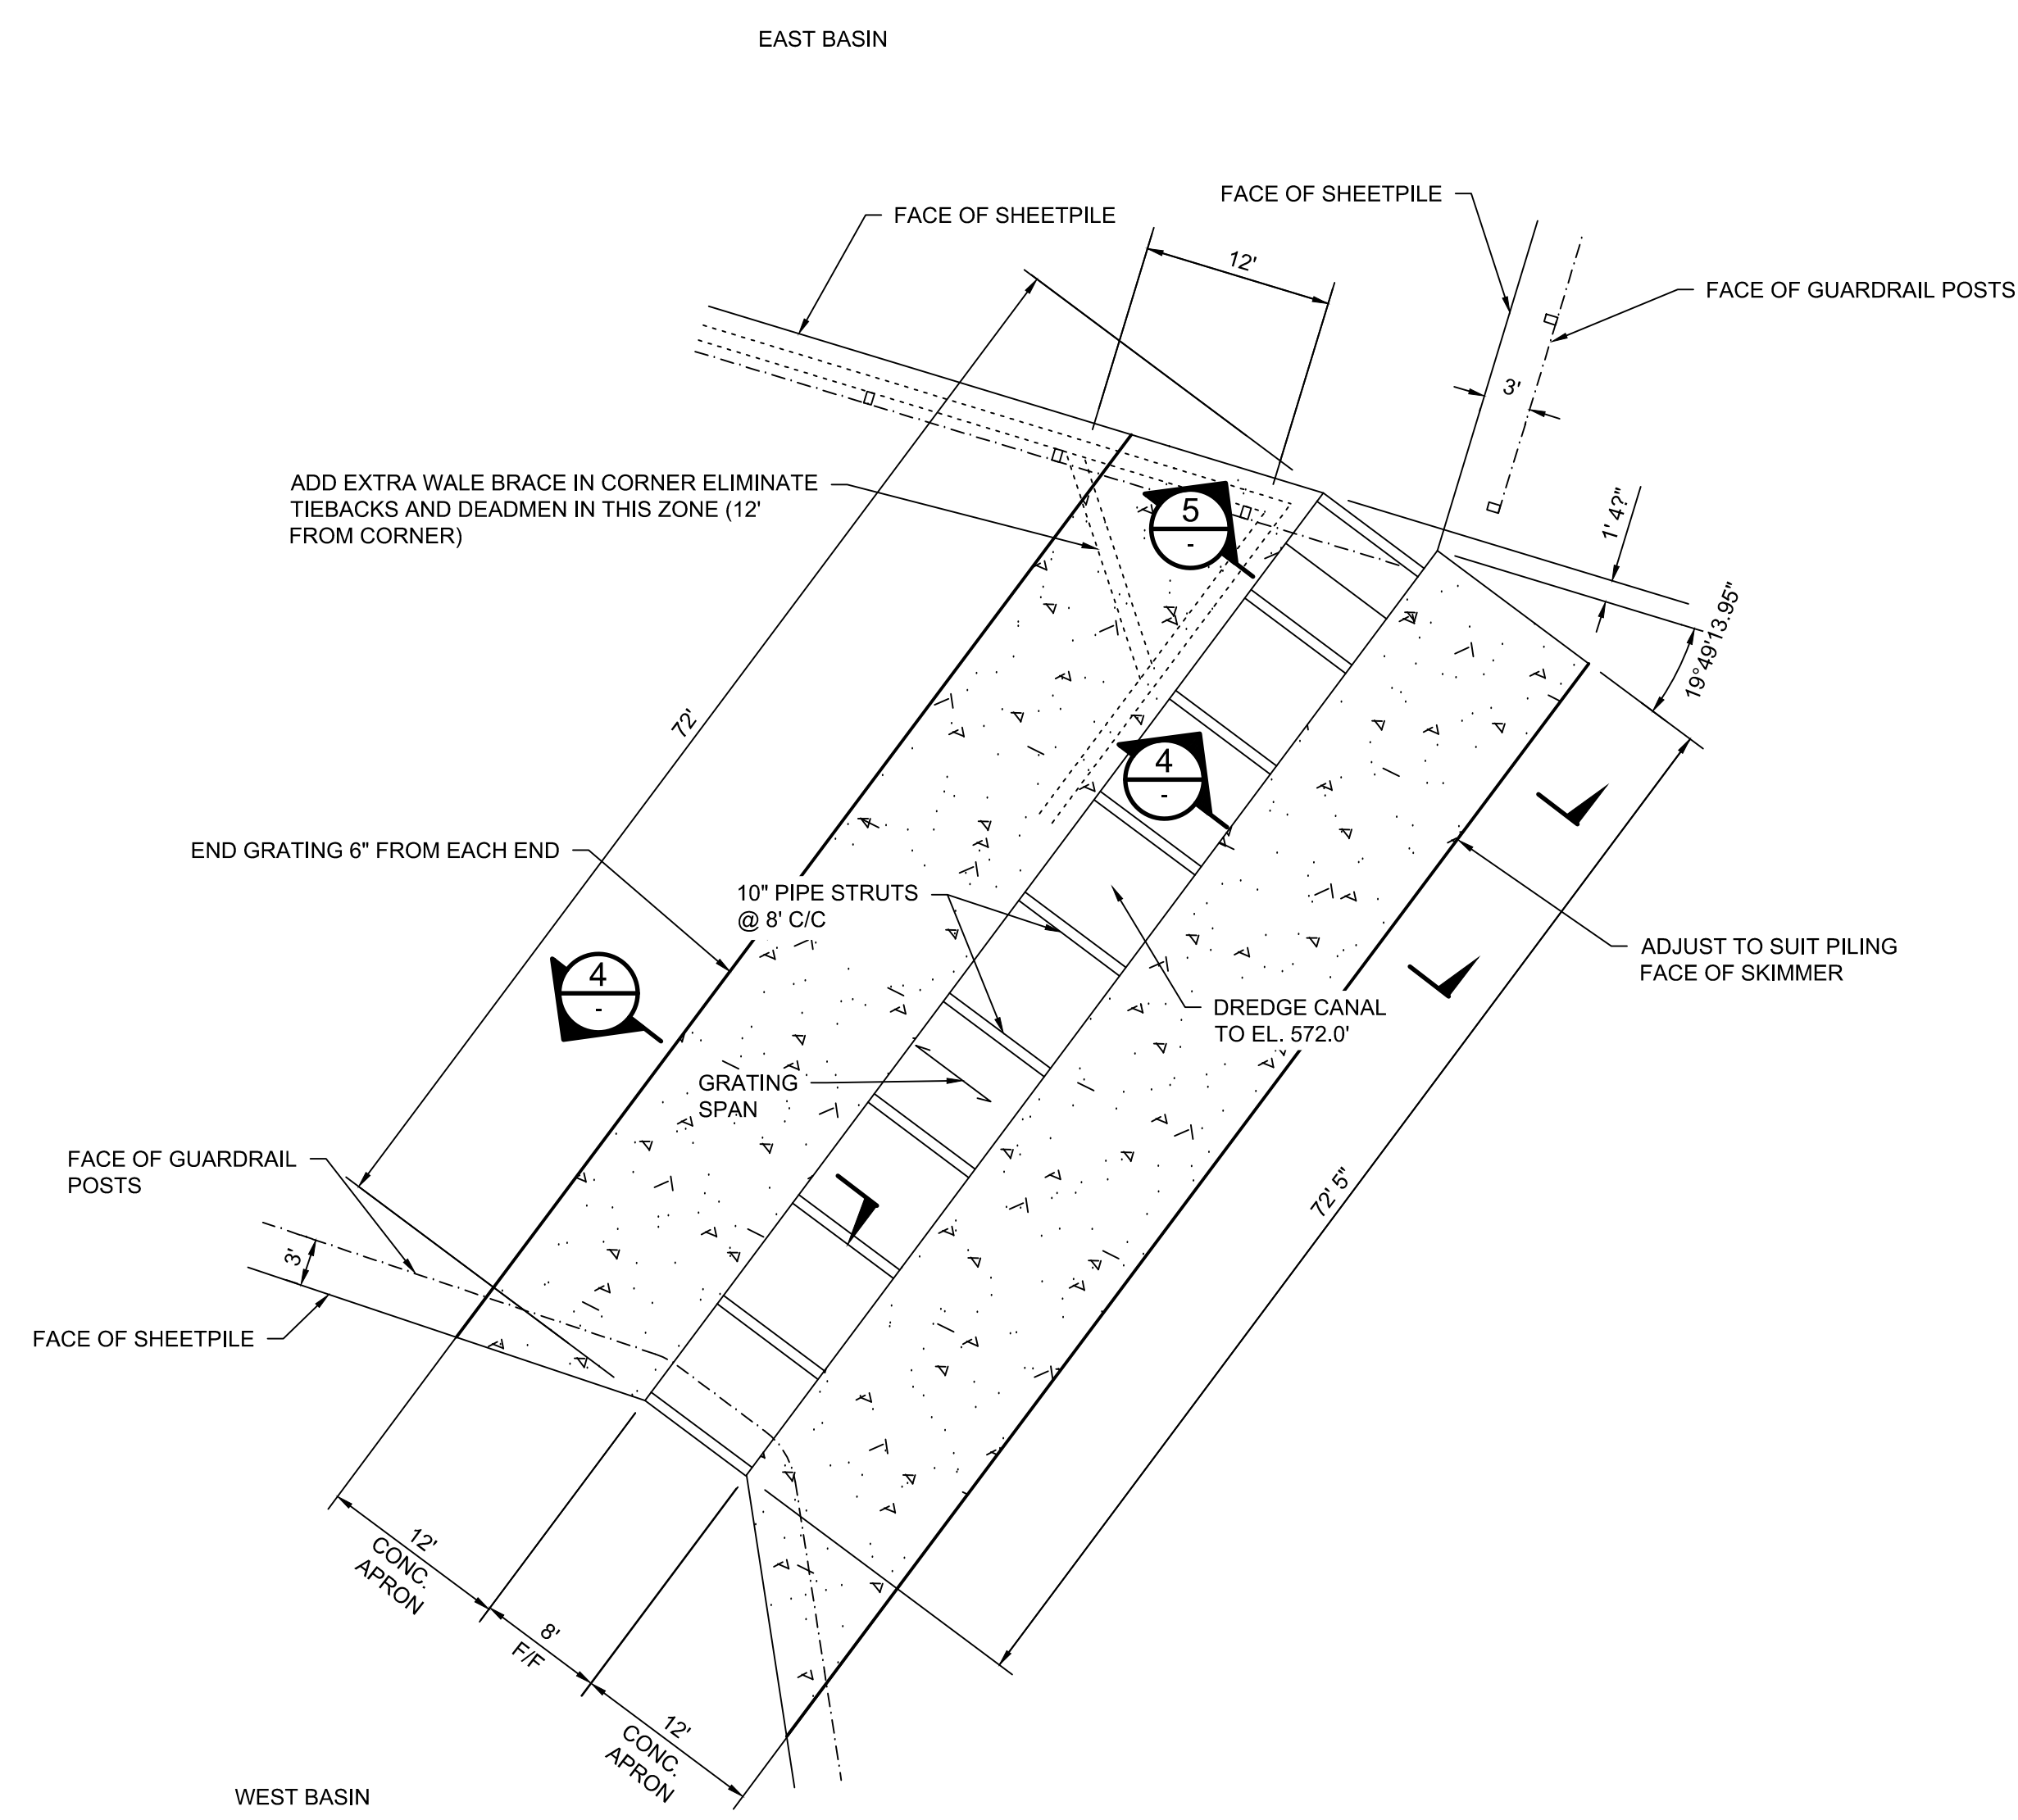 EAST BASIN
FACE OF SHEETPILE
FACE OF SHEETPILE
12'
FACE OF GUARDRAIL POSTS
3'
ADD EXTRA WALE BRACE IN CORNER ELIMINATE
TIEBACKS AND DEADMEN IN THIS ZONE (12'
FROM CORNER)
5
-
1' 4?"
19°49'13.95"
72'
4
-
END GRATING 6" FROM EACH END
10" PIPE STRUTS
@ 8' C/C
ADJUST TO SUIT PILING
FACE OF SKIMMER
4
-
DREDGE CANAL
TO EL. 572.0'
GRATING
SPAN
FACE OF GUARDRAIL
POSTS
72' 5"
3'
FACE OF SHEETPILE
12'
CONC.
APRON
8'
F/F
12'
CONC.
APRON
WEST BASIN